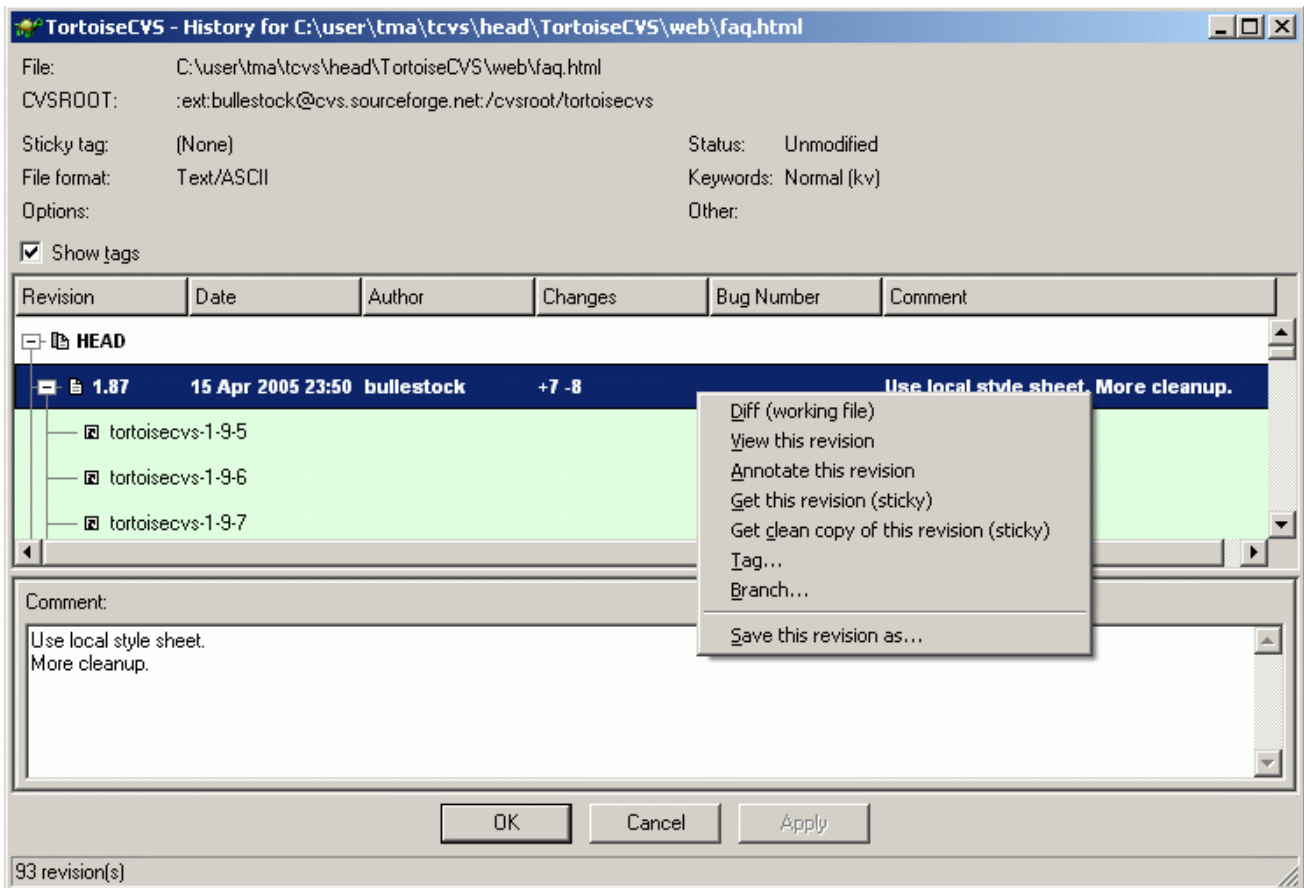 TortoiseCVS - History for C:\user\tma\tcvs\head\TortoiseCVS\web\faq.html
File: C:\user\tma\tcvs\head\TortoiseCVS\web\faq.html
CVSROOT: :ext:bullestock@cvs.sourceforge.net:/cvsroot/tortoisecvs
Sticky tag: (None) Status: Unmodified
File format: Text/ASCII Keywords: Normal (kv)
Options: Other:
Show tags
Revision Date Author Changes Bug Number Comment
HEAD
1.87 15 Apr 2005 23:50 bullestock +7 -8 Use local style sheet. More cleanup.
tortoisecvs-1-9-5
tortoisecvs-1-9-6
tortoisecvs-1-9-7
Diff (working file)
View this revision
Annotate this revision
Get this revision (sticky)
Get clean copy of this revision (sticky)
Tag...
Branch...
Save this revision as...
Comment:
Use local style sheet.
More cleanup.
OK Cancel Apply
93 revision(s)